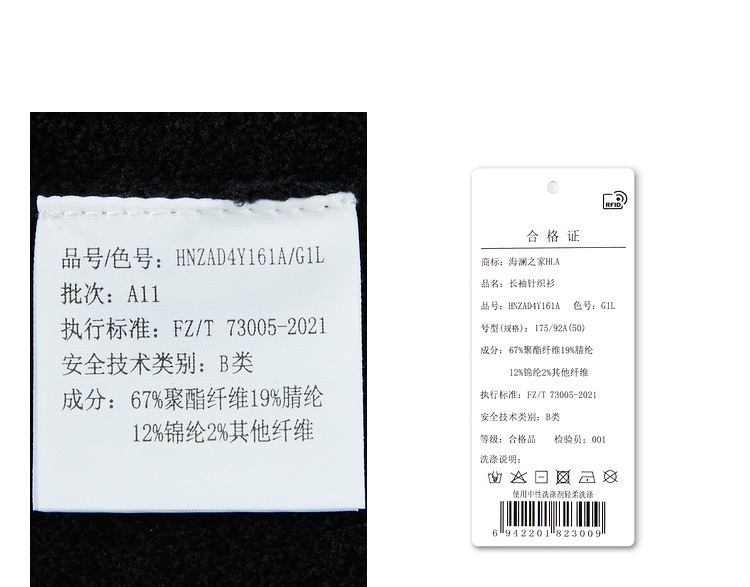 品号/色号：HNZAD4Y161A/G1L
批次：A11
执行标准：FZ/T 73005-2021
安全技术类别：B类
成分：67%聚酯纤维19%腈纶
12%锦纶2%其他纤维
RFID
合格证
商标：海澜之家HLA
品名：长袖针织衫
品号：HNZAD4Y161A 色号：G1L
号型(规格)：175/92A(50)
成分：67%聚酯纤维19%腈纶
12%锦纶2%其他纤维
执行标准：FZ/T 73005-2021
安全技术类别：B类
等级：合格品 检验员：001
洗涤说明：
使用中性洗涤剂轻柔洗涤
6 942201 823009